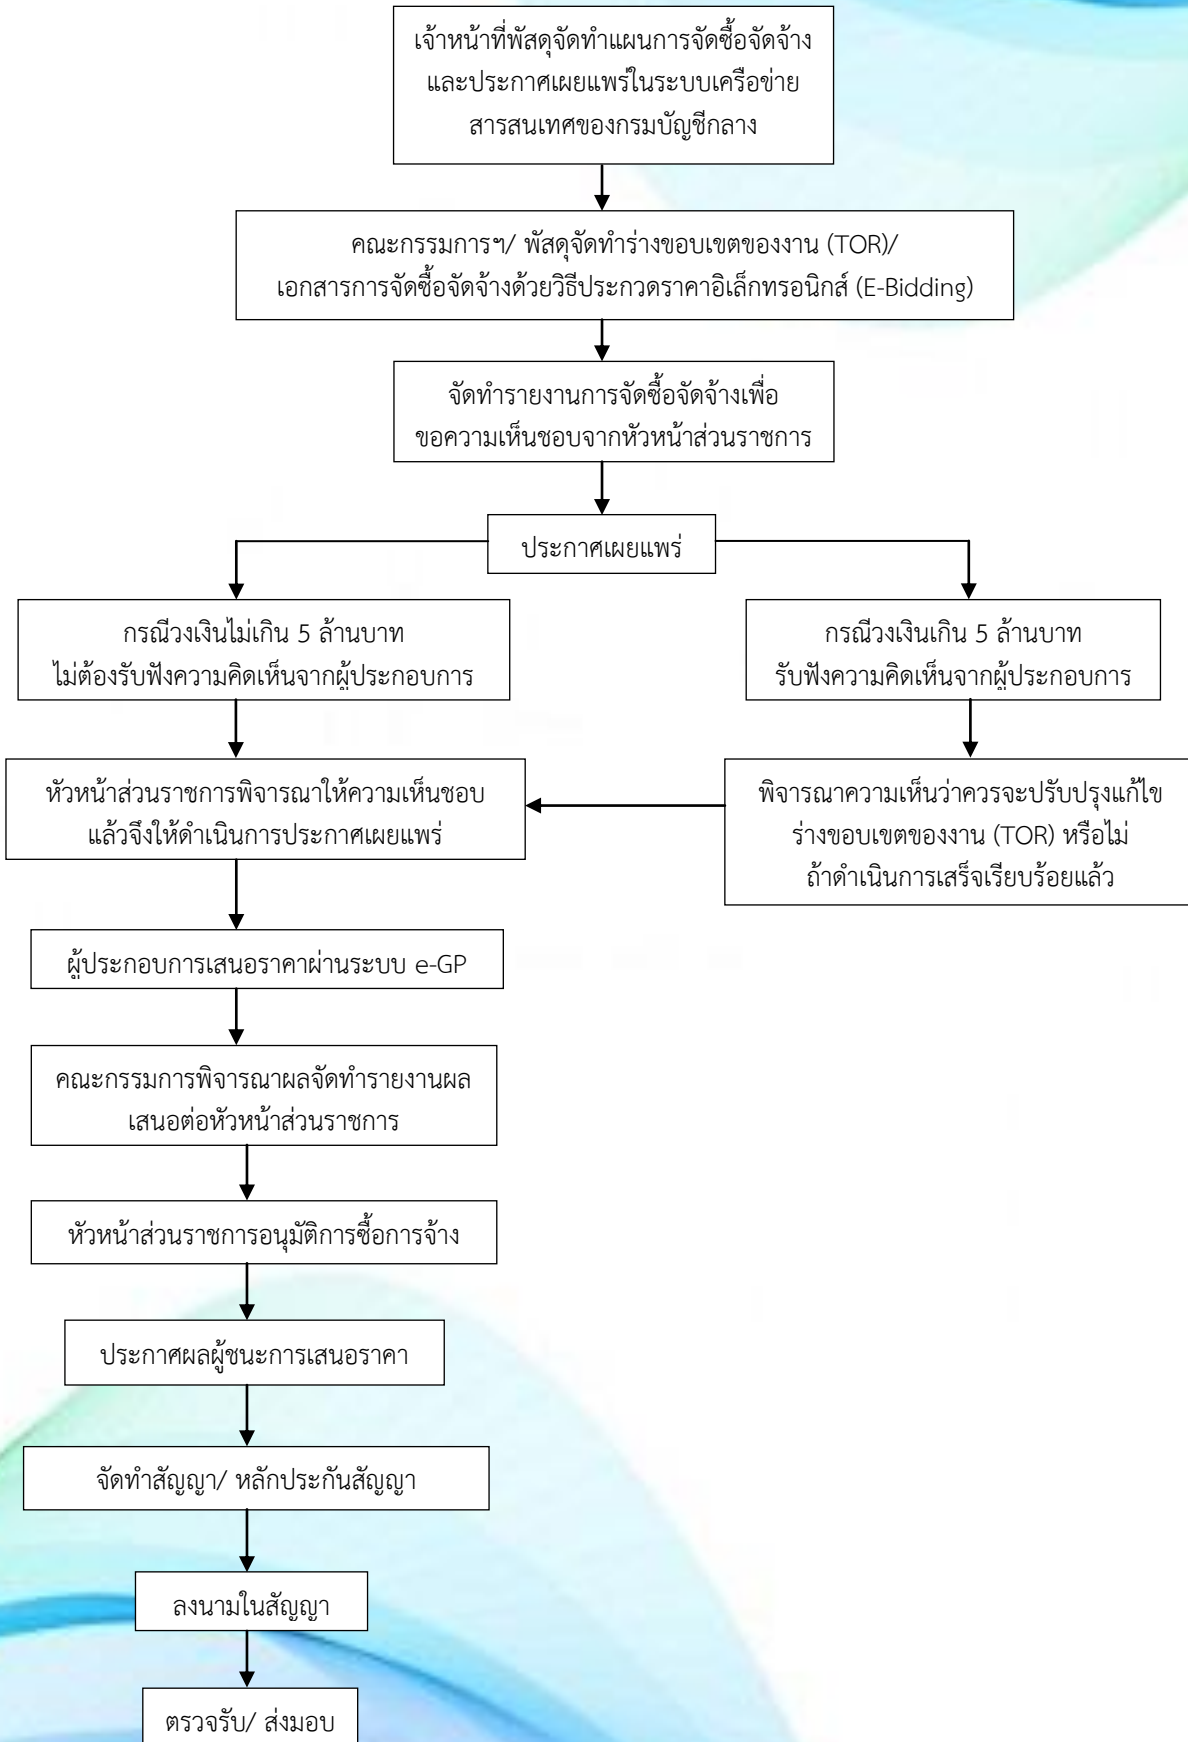 เจ้าหน้าที่พัสดุจัดทำแผนการจัดซื้อจัดจ้าง
และประกาศเผยแพร่ในระบบเครือข่าย
สารสนเทศของกรมบัญชีกลาง
คณะกรรมการฯ/ พัสดุจัดทำร่างขอบเขตของงาน (TOR)/
เอกสารการจัดซื้อจัดจ้างด้วยวิธีประกวดราคาอิเล็กทรอนิกส์ (E-Bidding)
จัดทำรายงานการจัดซื้อจัดจ้างเพื่อ
ขอความเห็นชอบจากหัวหน้าส่วนราชการ
ประกาศเผยแพร่
กรณีวงเงินไม่เกิน 5 ล้านบาท
ไม่ต้องรับฟังความคิดเห็นจากผู้ประกอบการ
กรณีวงเงินเกิน 5 ล้านบาท
รับฟังความคิดเห็นจากผู้ประกอบการ
หัวหน้าส่วนราชการพิจารณาให้ความเห็นชอบ
แล้วจึงให้ดำเนินการประกาศเผยแพร่
พิจารณาความเห็นว่าควรจะปรับปรุงแก้ไข
ร่างขอบเขตของงาน (TOR) หรือไม่
ถ้าดำเนินการเสร็จเรียบร้อยแล้ว
ผู้ประกอบการเสนอราคาผ่านระบบ e-GP
คณะกรรมการพิจารณาผลจัดทำรายงานผล
เสนอต่อหัวหน้าส่วนราชการ
หัวหน้าส่วนราชการอนุมัติการซื้อการจ้าง
ประกาศผลผู้ชนะการเสนอราคา
จัดทำสัญญา/ หลักประกันสัญญา
ลงนามในสัญญา
ตรวจรับ/ ส่งมอบ